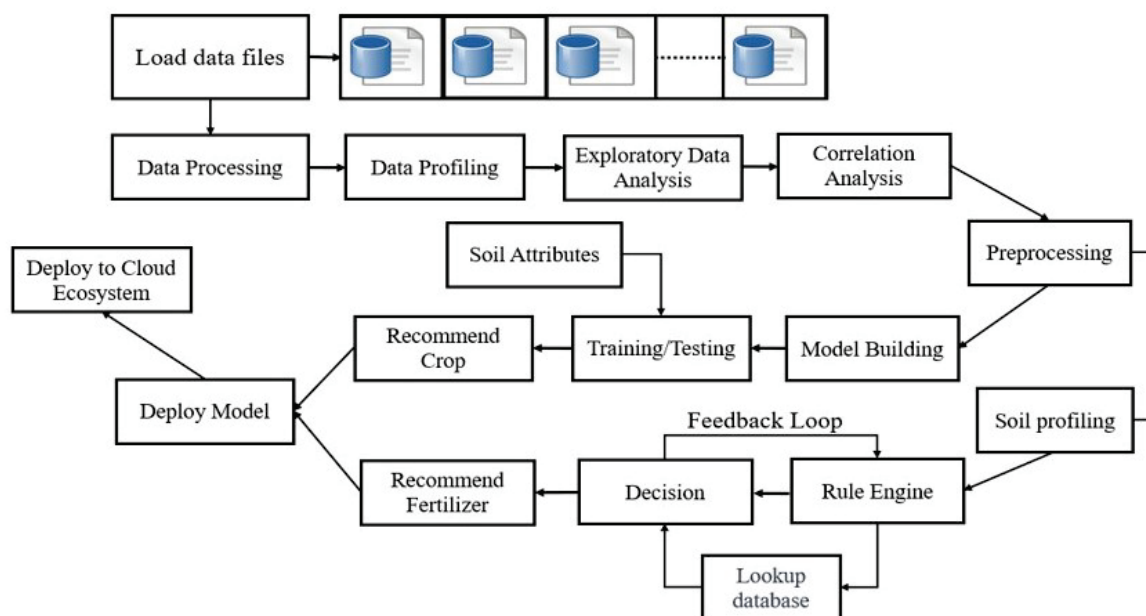 Load data files
Data Processing
Data Profiling
Exploratory Data
Analysis
Correlation
Analysis
Soil Attributes
Preprocessing
Deploy to Cloud
Ecosystem
Recommend
Crop
Training/Testing
Model Building
Deploy Model
Soil profiling
Feedback Loop
Recommend
Fertilizer
Decision
Rule Engine
Lookup
database